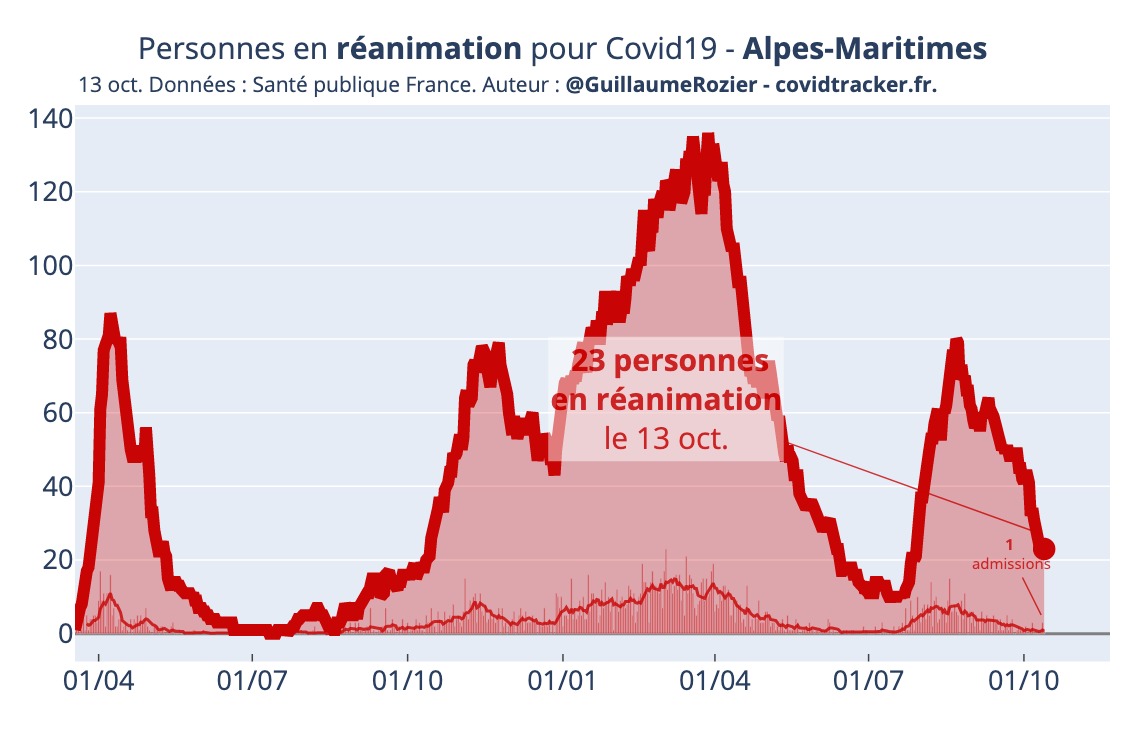 Personnes en réanimation pour Covid19 - Alpes-Maritimes
13 oct. Données : Santé publique France. Auteur : @GuillaumeRozier - covidtracker.fr.
140
120
100
80
60
40
20
0
23 personnes
en réanimation
le 13 oct.
1
admissions
01/04
01/07
01/10
01/01
01/04
01/07
01/10